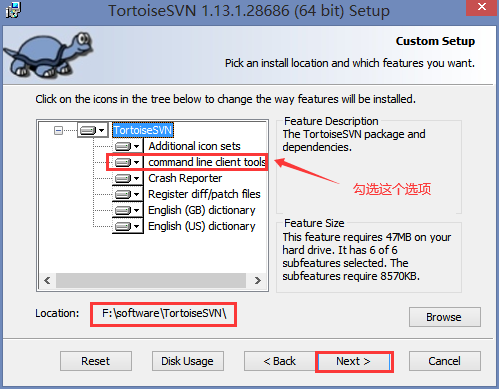 TortoiseSVN 1.13.1.28686 (64 bit) Setup
Custom Setup
Pick an install location and which features you want.
Click on the icons in the tree below to change the way features will be installed.
TortoiseSVN
Additional icon sets
command line client tools
Crash Reporter
Register diff/patch files
English (GB) dictionary
English (US) dictionary
勾选这个选项
Feature Description
The TortoiseSVN package and
dependencies.
Feature Size
This feature requires 47MB on your
hard drive. It has 6 of 6
subfeatures selected. The
subfeatures require 8570KB.
Location:
F:\software\TortoiseSVN\
Browse
Reset
Disk Usage
< Back
Next >
Cancel